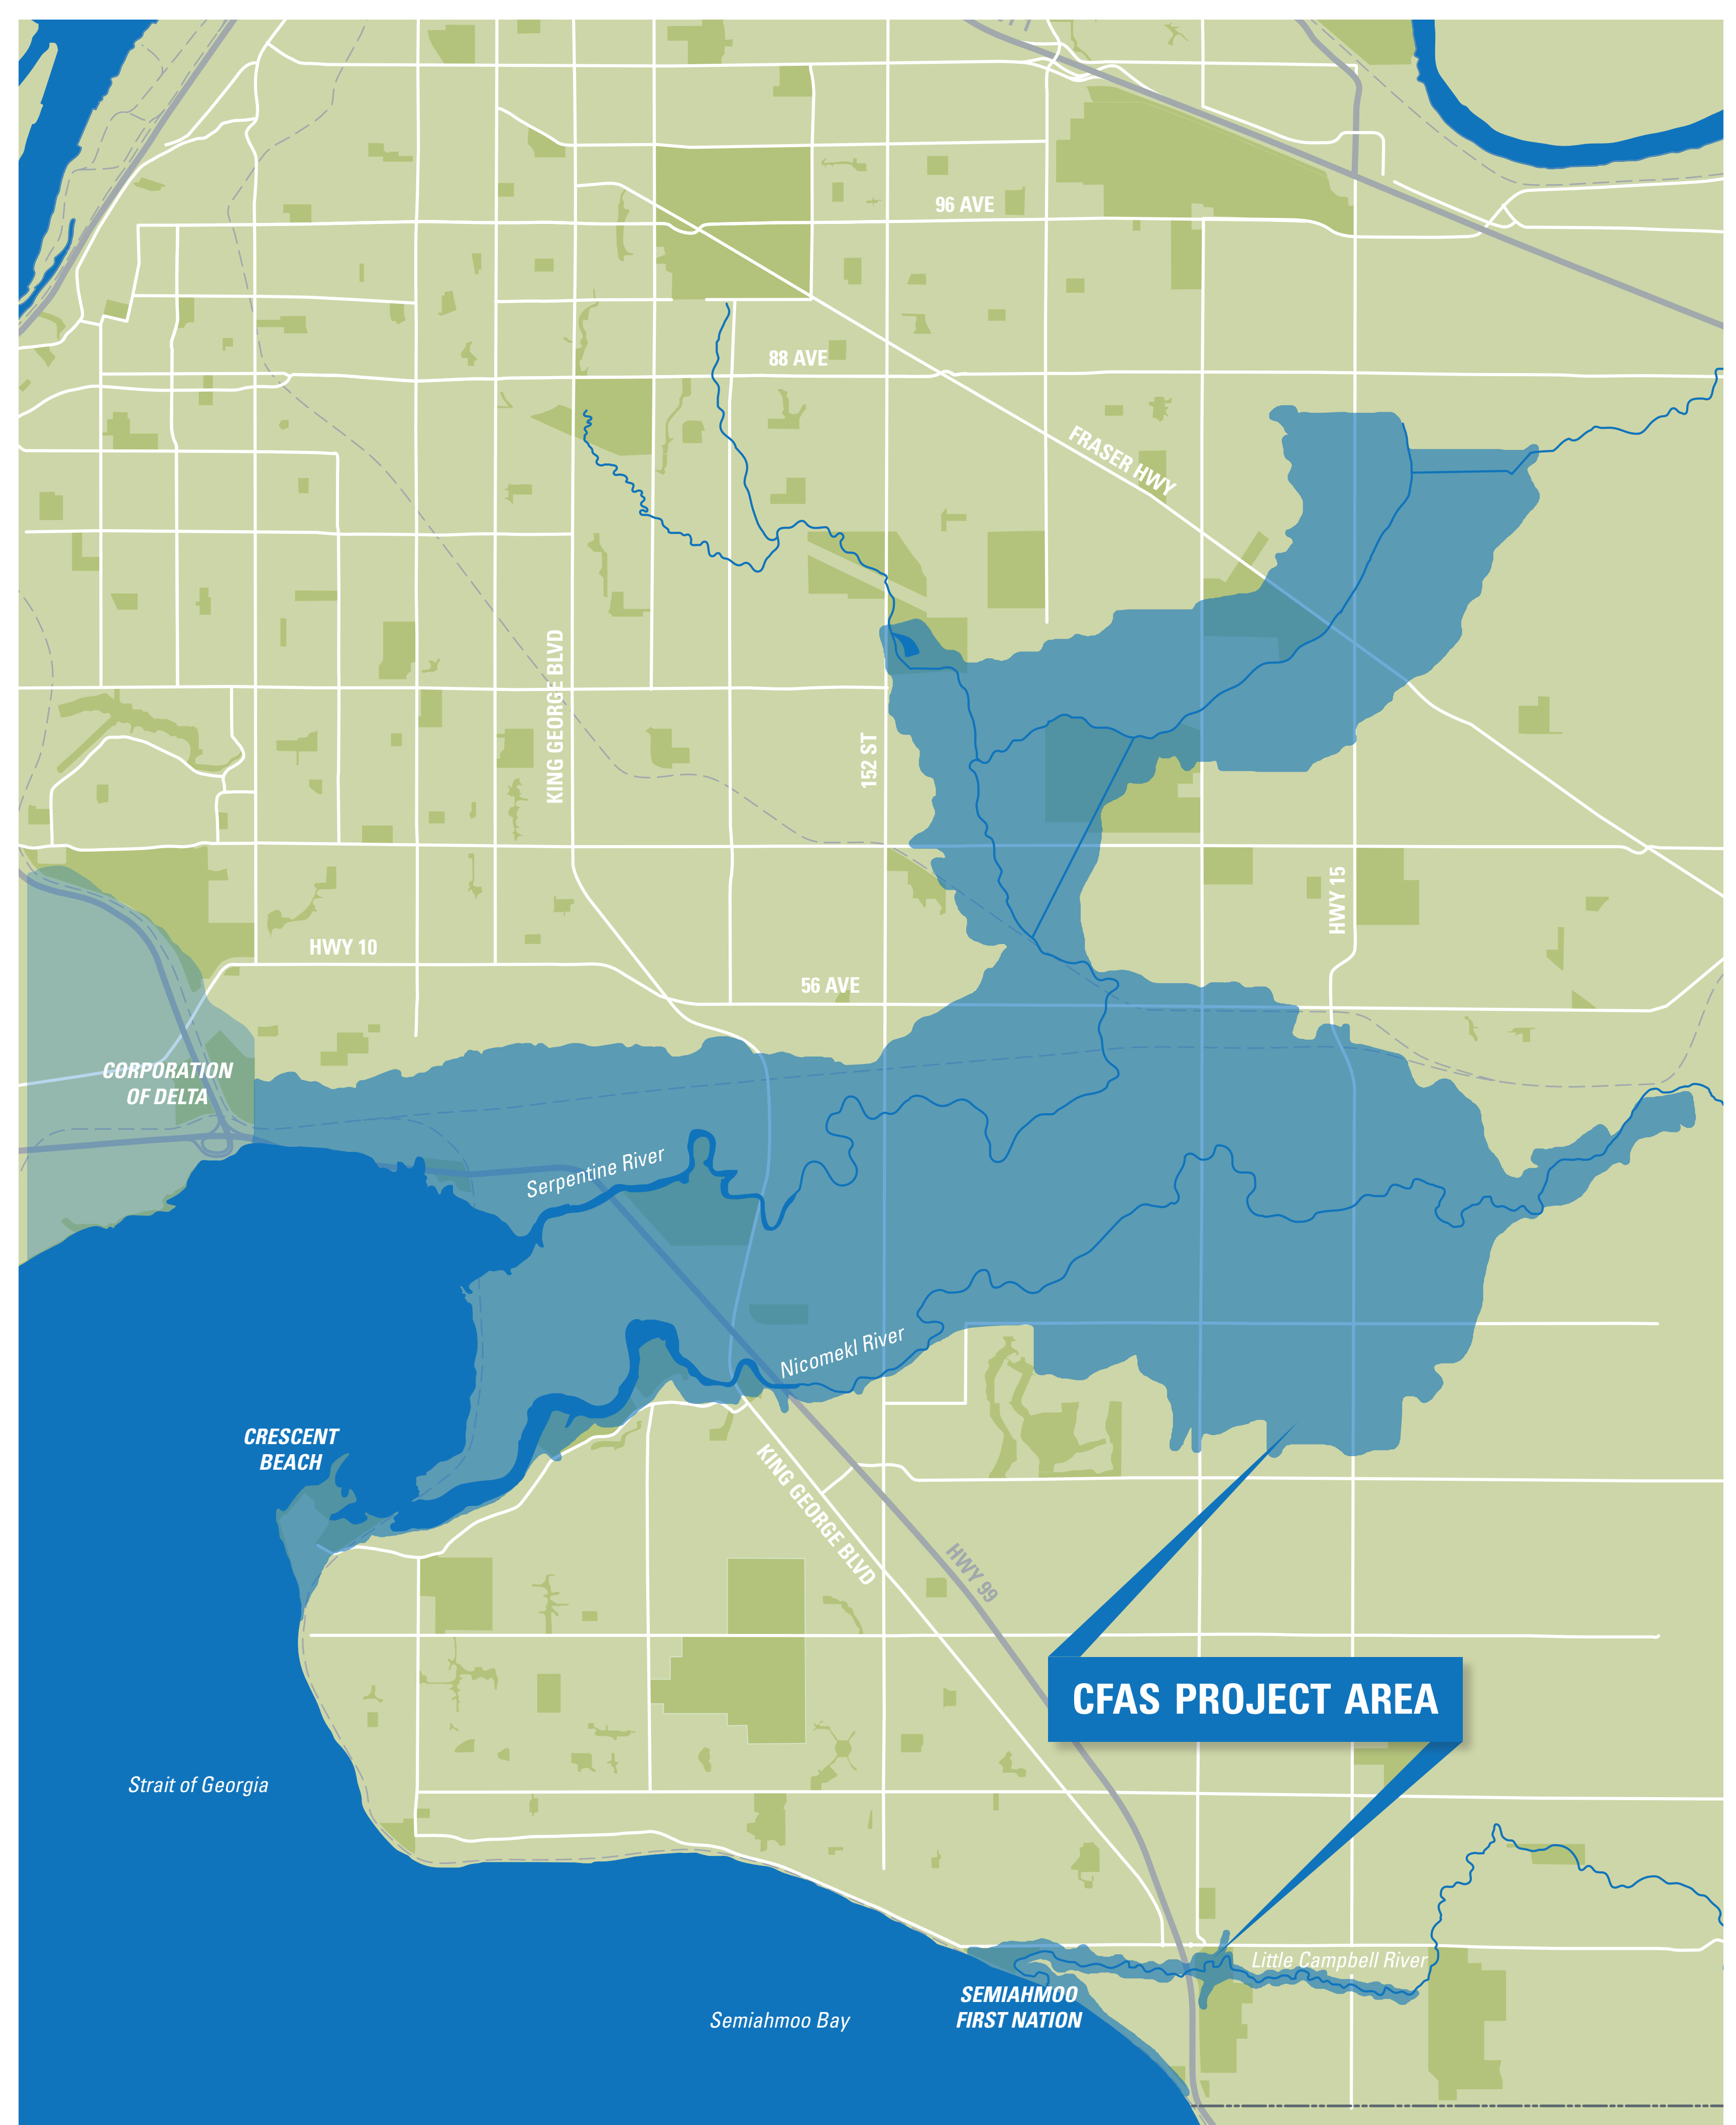 96 AVE
88 AVE
FRASER HWY
KING GEORGE BLVD
152 ST
HWY 15
HWY 10
56 AVE
CORPORATION
OF DELTA
Serpentine River
Nicomekl River
CRESCENT
BEACH
KING GEORGE BLVD
HWY 99
CFAS PROJECT AREA
Strait of Georgia
Little Campbell River
SEMIAHMOO
FIRST NATION
Semiahmoo Bay